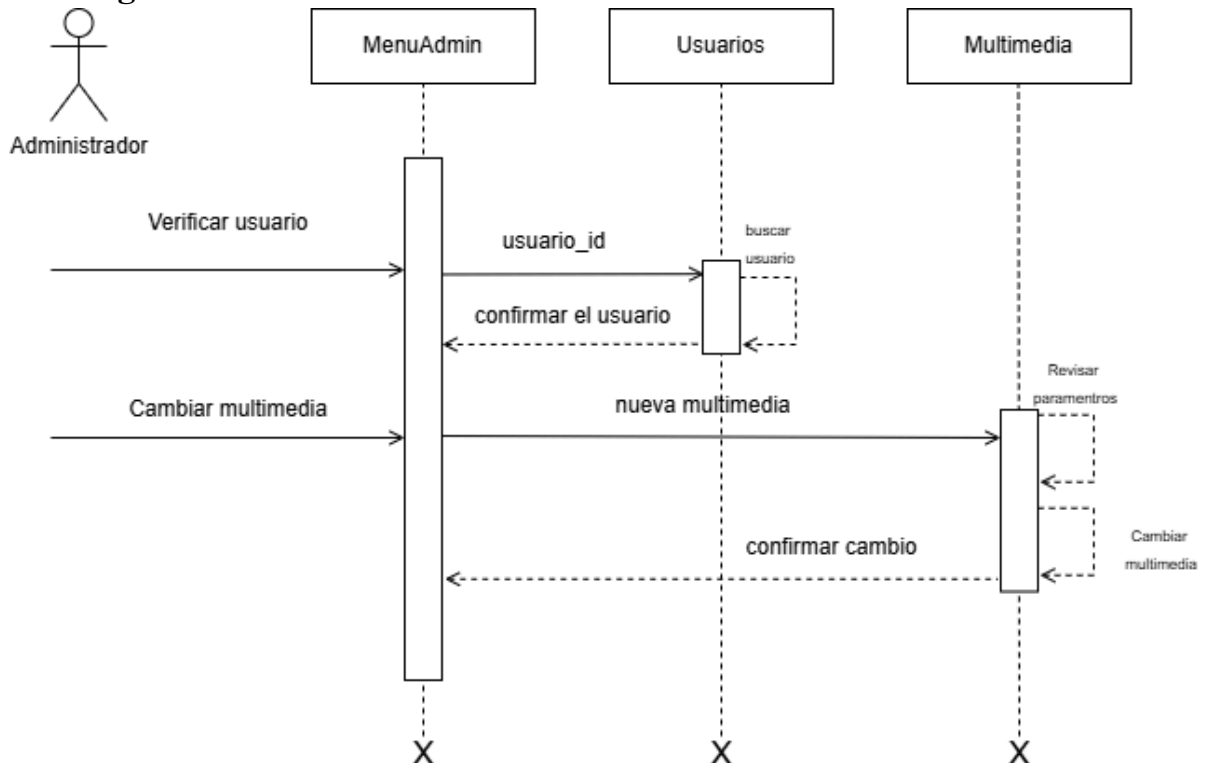 MenuAdmin
Usuarios
Multimedia
Administrador
Verificar usuario
usuario_id
buscar
usuario
confirmar el usuario
Revisar
paramentros
Cambiar multimedia
nueva multimedia
confirmar cambio
Cambiar
multimedia
X
X
X